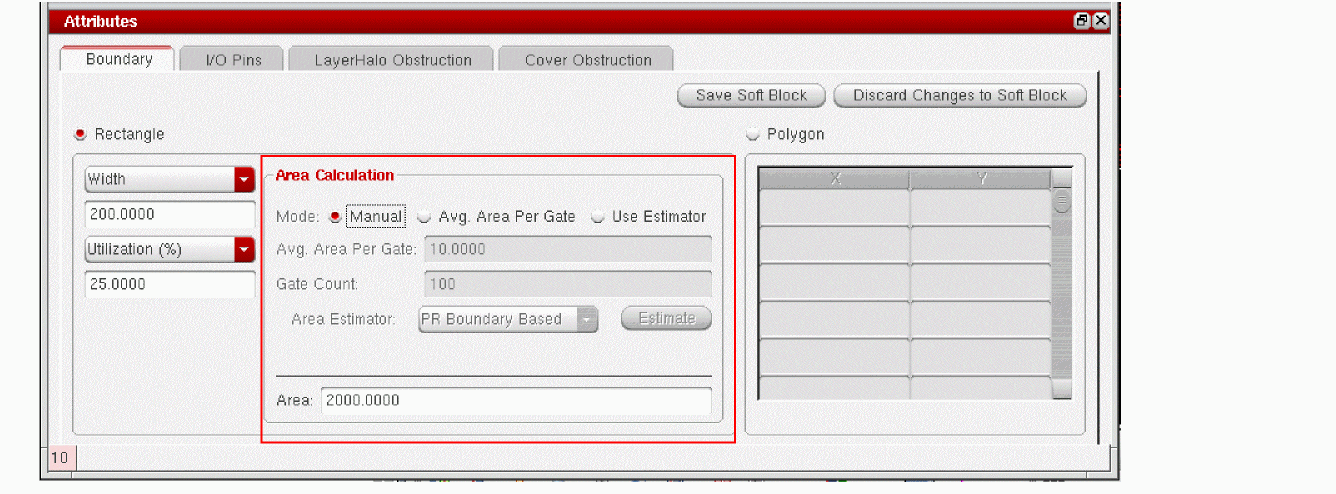 Attributes
Boundary I/O Pins LayerHalo Obstruction Cover Obstruction
Save Soft Block Discard Changes to Soft Block
Rectangle Polygon
Width Area Calculation X Y
200.0000 Mode: Manual Avg. Area Per Gate Use Estimator
Utilization (%) Avg. Area Per Gate: 10.0000
25.0000 Gate Count: 100
Area Estimator: PR Boundary Based Estimate
Area: 2000.0000
10